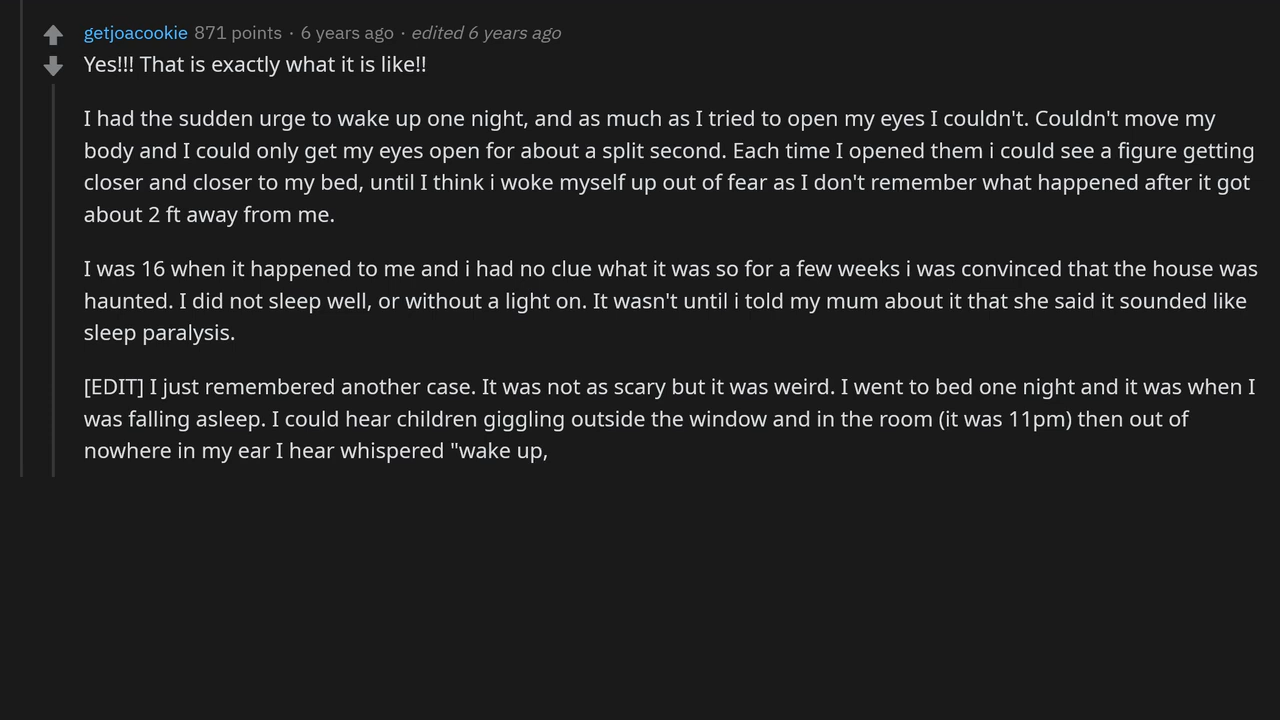 getjoacookie 871 points · 6 years ago · edited 6 years ago
Yes!!! That is exactly what it is like!!
I had the sudden urge to wake up one night, and as much as I tried to open my eyes I couldn't. Couldn't move my
body and I could only get my eyes open for about a split second. Each time I opened them i could see a figure getting
closer and closer to my bed, until I think i woke myself up out of fear as I don't remember what happened after it got
about 2 ft away from me.
I was 16 when it happened to me and i had no clue what it was so for a few weeks i was convinced that the house was
haunted. I did not sleep well, or without a light on. It wasn't until i told my mum about it that she said it sounded like
sleep paralysis.
[EDIT] I just remembered another case. It was not as scary but it was weird. I went to bed one night and it was when I
was falling asleep. I could hear children giggling outside the window and in the room (it was 11pm) then out of
nowhere in my ear I hear whispered "wake up,